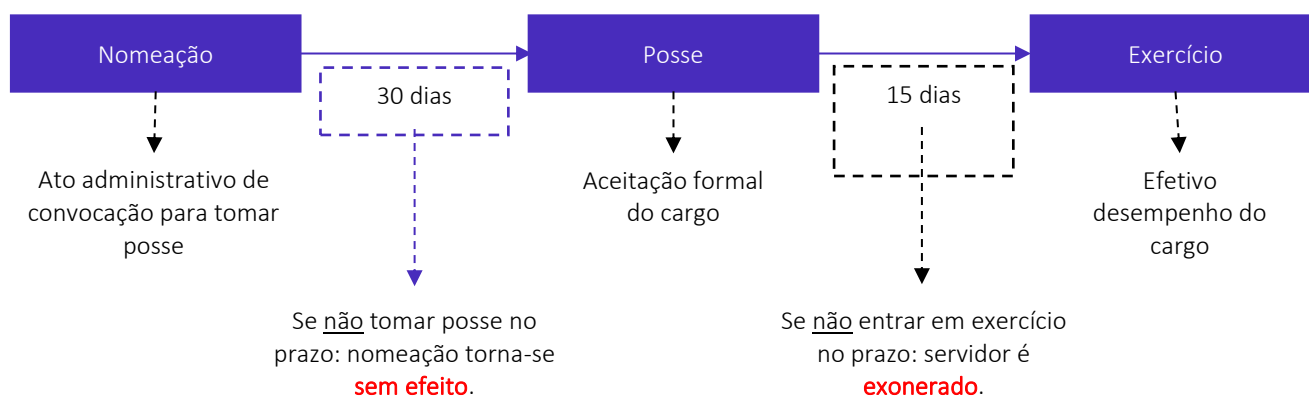 Nomeação
Posse
Exercício
30 dias
15 dias
Ato administrativo de
convocação para tomar
posse
Aceitação formal
do cargo
Efetivo
desempenho do
cargo
Se não tomar posse no
prazo: nomeação torna-se
sem efeito.
Se não entrar em exercício
no prazo: servidor é
exonerado.